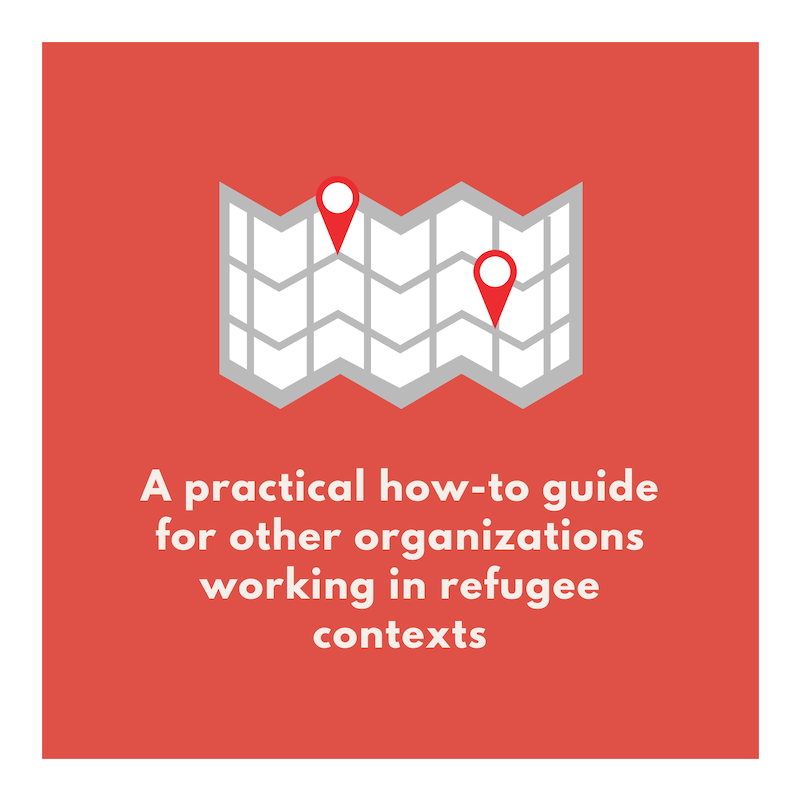 A practical how-to guide
for other organizations
working in refugee
contexts